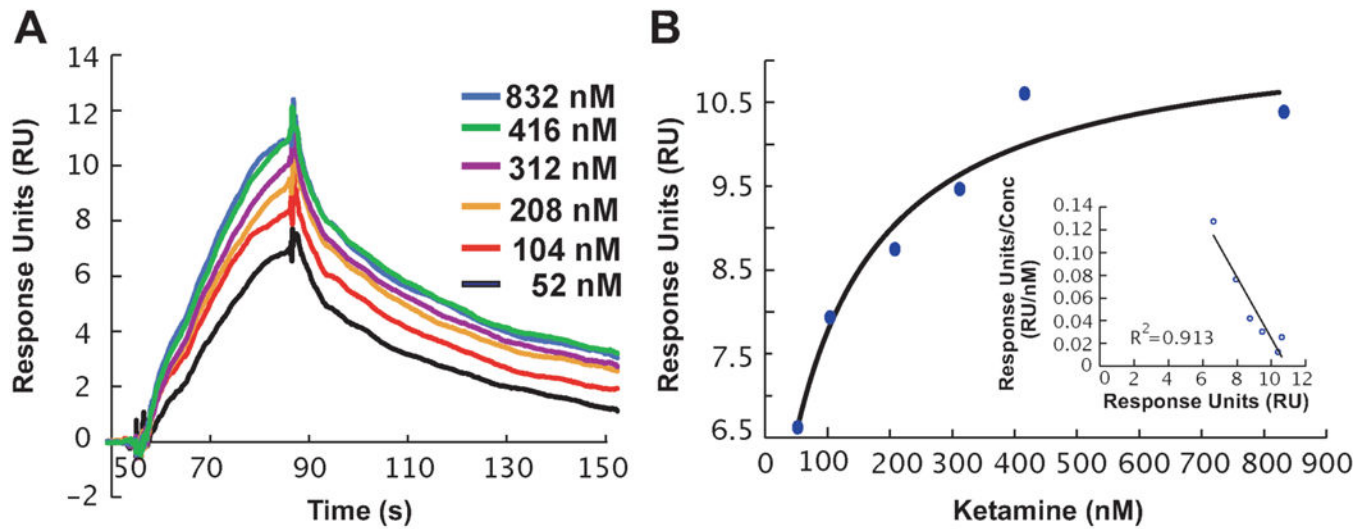 A
Response Units (RU)
14
12
10
8
6
4
2
0
−2
50
70
90
110
130
150
Time (s)
832 nM
416 nM
312 nM
208 nM
104 nM
52 nM
B
Response Units (RU)
10.5
9.5
8.5
7.5
6.5
0
100
200
300
400
500
600
700
800
900
Ketamine (nM)
Response Units/Conc
(RU/nM)
0.14
0.12
0.10
0.08
0.06
0.04
0.02
0
R²=0.913
0
2
4
6
8
10
12
Response Units (RU)